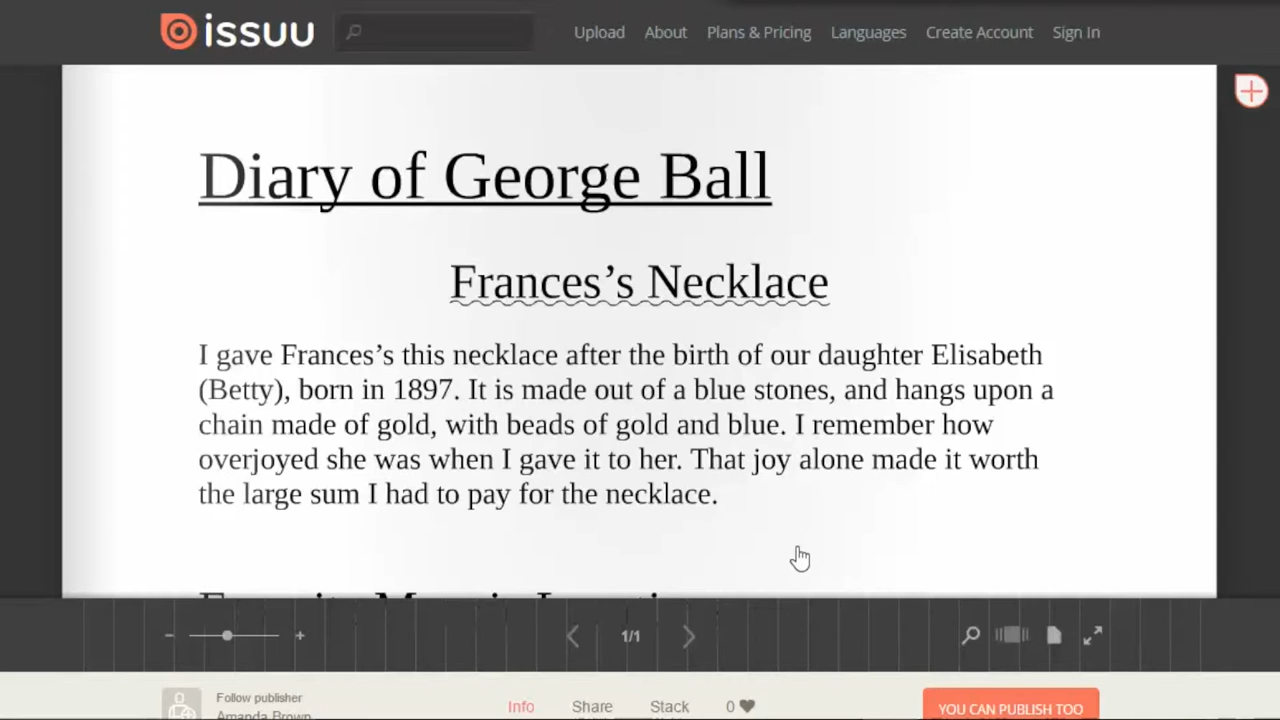 issuu
Upload About Plans & Pricing Languages Create Account Sign In
Diary of George Ball
Frances’s Necklace
I gave Frances’s this necklace after the birth of our daughter Elisabeth
(Betty), born in 1897. It is made out of a blue stones, and hangs upon a
chain made of gold, with beads of gold and blue. I remember how
overjoyed she was when I gave it to her. That joy alone made it worth
the large sum I had to pay for the necklace.
1/1
Follow publisher
Amanda Brown
Info Share Stack 0
YOU CAN PUBLISH TOO